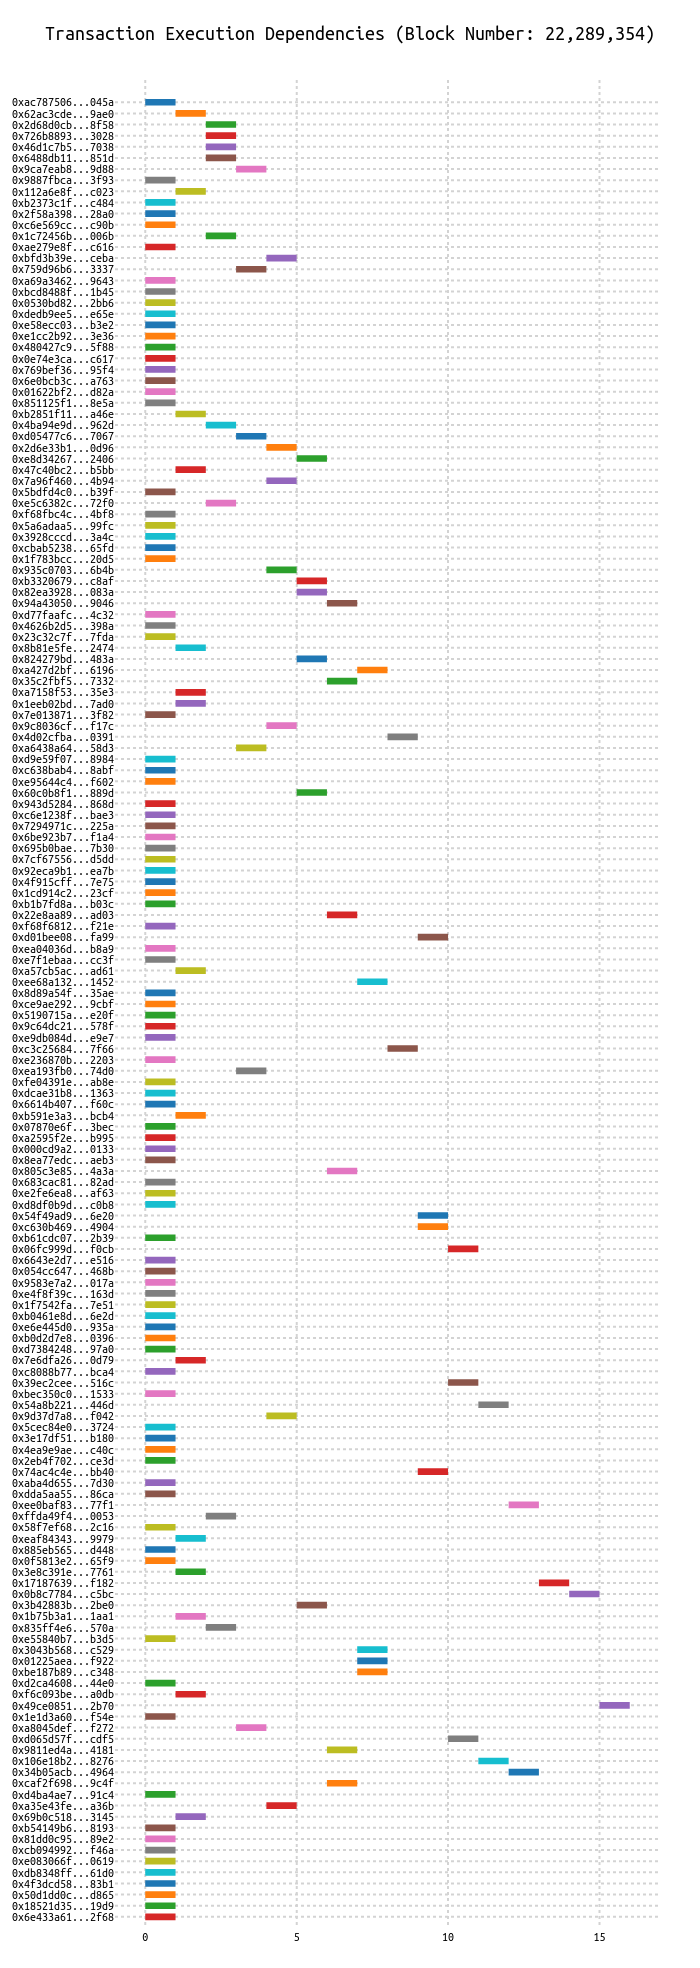 Transaction Execution Dependencies (Block Number: 22,289,354)
0xac787506...045a
0x62ac3cde...9ae0
0x2d68d0cb...8f58
0x726b8893...3028
0x46d1c7b5...7038
0x6488db11...851d
0x9ca7eab8...9d88
0x9887fbca...3f93
0x112a6e8f...c023
0xb2373c1f...c484
0x2f58a398...28a0
0xc6e569cc...c90b
0x1c72456b...006b
0xae279e8f...c616
0xbfd3b39e...ceba
0x759d96b6...3337
0xa69a3462...9643
0xbcd8488f...1b45
0x0530bd82...2bb6
0xdedb9ee5...e65e
0xe58ecc03...b3e2
0xe1cc2b92...3e36
0x480427c9...5f88
0x0e74e3ca...c617
0x769bef36...95f4
0x6e0bcb3c...a763
0x01622bf2...d82a
0x851125f1...8e5a
0xb2851f11...a46e
0x4ba94e9d...962d
0xd05477c6...7067
0x2d6e33b1...0d96
0xe8d34267...2406
0x47c40bc2...b5bb
0x7a96f460...4b94
0x5bdfd4c0...b39f
0xe5c6382c...72f0
0xf68fbc4c...4bf8
0x5a6adaa5...99fc
0x3928cccd...3a4c
0xcbab5238...65fd
0x1f783bcc...20d5
0x935c0703...6b4b
0xb3320679...c8af
0x82ea3928...083a
0x94a43050...9046
0xd77faafc...4c32
0x4626b2d5...398a
0x23c32c7f...7fda
0x8b81e5fe...2474
0x824279bd...483a
0xa427d2bf...6196
0x35c2fbf5...7332
0xa7158f53...35e3
0x1eeb02bd...7ad0
0x7e013871...3f82
0x9c8036cf...f17c
0x4d02cfba...0391
0xa6438a64...58d3
0xd9e59f07...8984
0xc638bab4...8abf
0xe95644c4...f602
0x60c0b8f1...889d
0x943d5284...868d
0xc6e1238f...bae3
0x7294971c...225a
0x6be923b7...f1a4
0x695b0bae...7b30
0x7cf67556...d5dd
0x92eca9b1...ea7b
0x4f915cff...7e75
0x1cd914c2...23cf
0xb1b7fd8a...b03c
0x22e8aa89...ad03
0xf68f6812...f21e
0xd01bee08...fa99
0xea04036d...b8a9
0xe7f1ebaa...cc3f
0xa57cb5ac...ad61
0xee68a132...1452
0x8d89a54f...35ae
0xce9ae292...9cbf
0x5190715a...e20f
0x9c64dc21...578f
0xe9db084d...e9e7
0xc3c25684...7f66
0xe236870b...2203
0xea193fb0...74d0
0xfe04391e...ab8e
0xdcae31b8...1363
0x6614b407...f60c
0xb591e3a3...bcb4
0x07870e6f...3bec
0xa2595f2e...b995
0x000cd9a2...0133
0x8ea77edc...aeb3
0x805c3e85...4a3a
0x683cac81...82ad
0xe2fe6ea8...af63
0xd8df0b9d...c0b8
0x54f49ad9...6e20
0xc630b469...4904
0xb61cdc07...2b39
0x06fc999d...f0cb
0x6643e2d7...e516
0x054cc647...468b
0x9583e7a2...017a
0xe4f8f39c...163d
0x1f7542fa...7e51
0xb0461e8d...6e2d
0xe6e445d0...935a
0xb0d2d7e8...0396
0xd7384248...97a0
0x7e6dfa26...0d79
0xc8088b77...bca4
0x39ec2cee...516c
0xbec350c0...1533
0x54a8b221...446d
0x9d37d7a8...f042
0x5cec84e0...3724
0x3e17df51...b180
0x4ea9e9ae...c40c
0x2eb4f702...ce3d
0x74ac4c4e...bb40
0xaba4d655...7d30
0xdda5aa55...86ca
0xee0baf83...77f1
0xffda49f4...0053
0x58f7ef68...2c16
0xeaf84343...9979
0x885eb565...d448
0x0f5813e2...65f9
0x3e8c391e...7761
0x17187639...f182
0x0b8c7784...c5bc
0x3b42883b...2be0
0x1b75b3a1...1aa1
0x835ff4e6...570a
0xe55840b7...b3d5
0x3043b568...c529
0x01225aea...f922
0xbe187b89...c348
0xd2ca4608...44e0
0xf6c093be...a0db
0x49ce0851...2b70
0x1e1d3a60...f54e
0xa8045def...f272
0xd065d57f...cdf5
0x9811ed4a...4181
0x106e18b2...8276
0x34b05acb...4964
0xcaf2f698...9c4f
0xd4ba4ae7...91c4
0xa35e43fe...a36b
0x69b0c518...3145
0xb54149b6...8193
0x81dd0c95...89e2
0xcb094992...f46a
0xe083066f...0619
0xdb8348ff...61d0
0x4f3dcd58...83b1
0x50d1dd0c...d865
0x18521d35...19d9
0x6e433a61...2f68
0 5 10 15